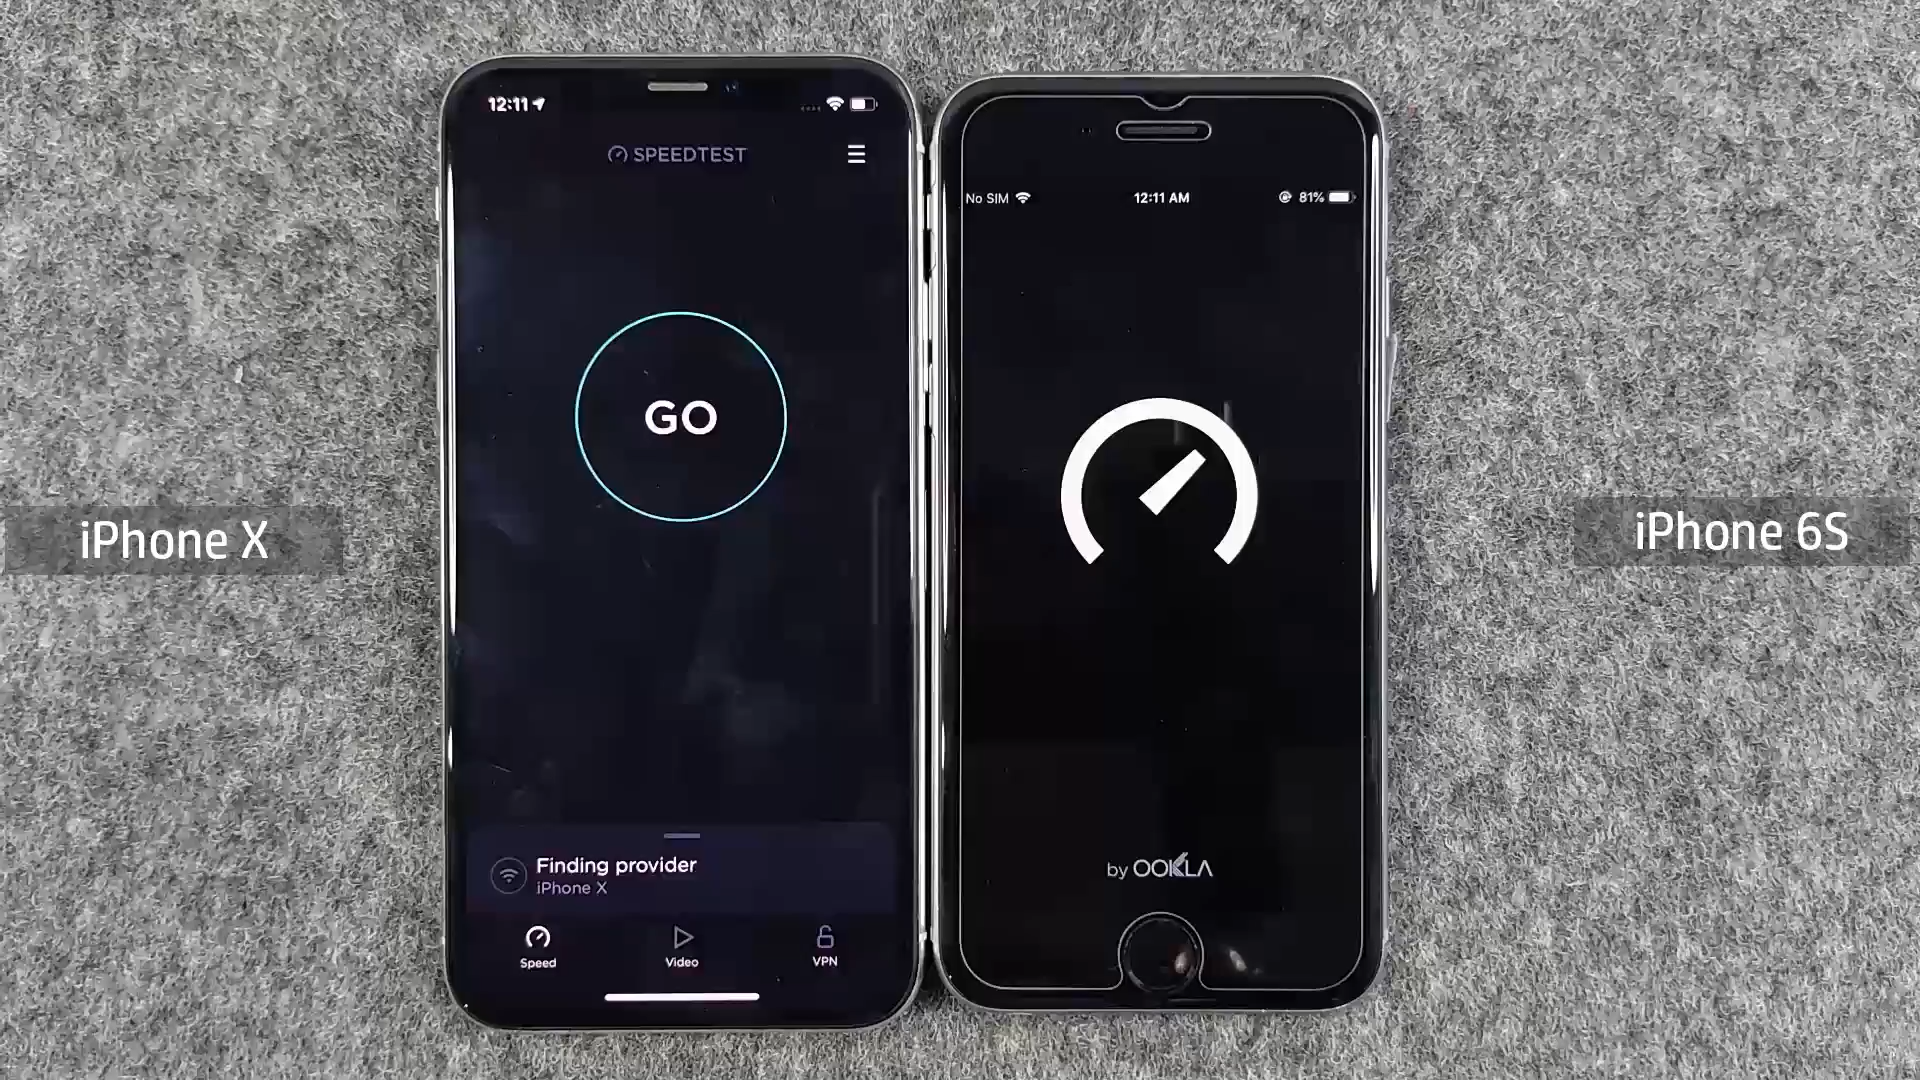 12:11
SPEEDTEST
GO
Finding provider
iPhone X
Speed
Video
VPN
No SIM
12:11 AM
81%
by OOKLA
iPhone X
iPhone 6S